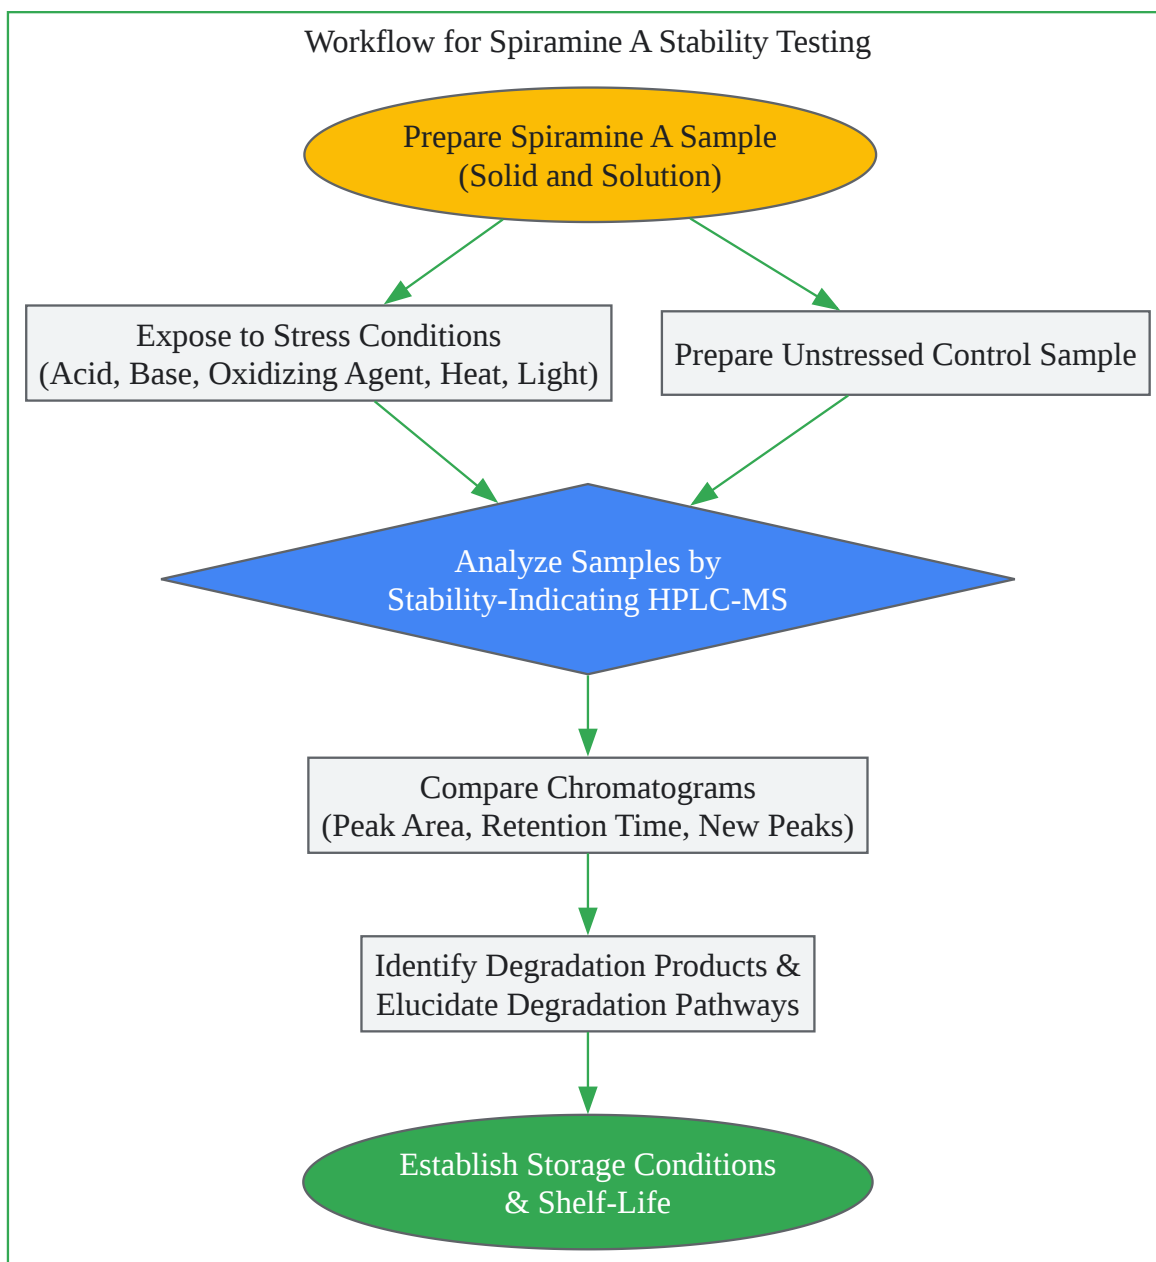 Workflow for Spiramine A Stability Testing
Prepare Spiramine A Sample
(Solid and Solution)
Expose to Stress Conditions
(Acid, Base, Oxidizing Agent, Heat, Light)
Prepare Unstressed Control Sample
Analyze Samples by
Stability-Indicating HPLC-MS
Compare Chromatograms
(Peak Area, Retention Time, New Peaks)
Identify Degradation Products &
Elucidate Degradation Pathways
Establish Storage Conditions
& Shelf-Life